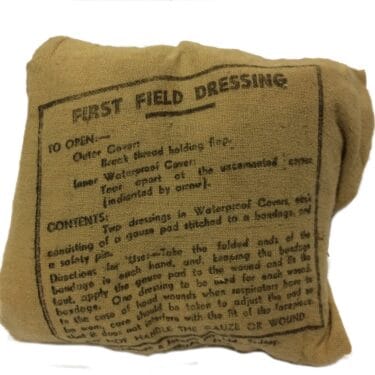 FIRST FIELD DRESSING
TO OPEN:—
Outer Cover:
Break thread holding flap.
Inner Waterproof Cover:
Tear apart at the uncemented corner
(indicated by arrow).
CONTENTS:
Two dressings in Waterproof Covers, each
consisting of a gauze pad stitched to a bandage, and
a safety pin.
Directions for Use:—Take the folded ends of the
bandage in each hand, and, keeping the bandage
taut, apply the gauze pad to the wound and fix the
bandage. One dressing to be used for each wound.
In the case of head wounds when respirators have to
be worn, care should be taken to adjust the pad so
that it does not interfere with the fit of the facepiece.
NOT HANDLE THE GAUZE OR WOUND